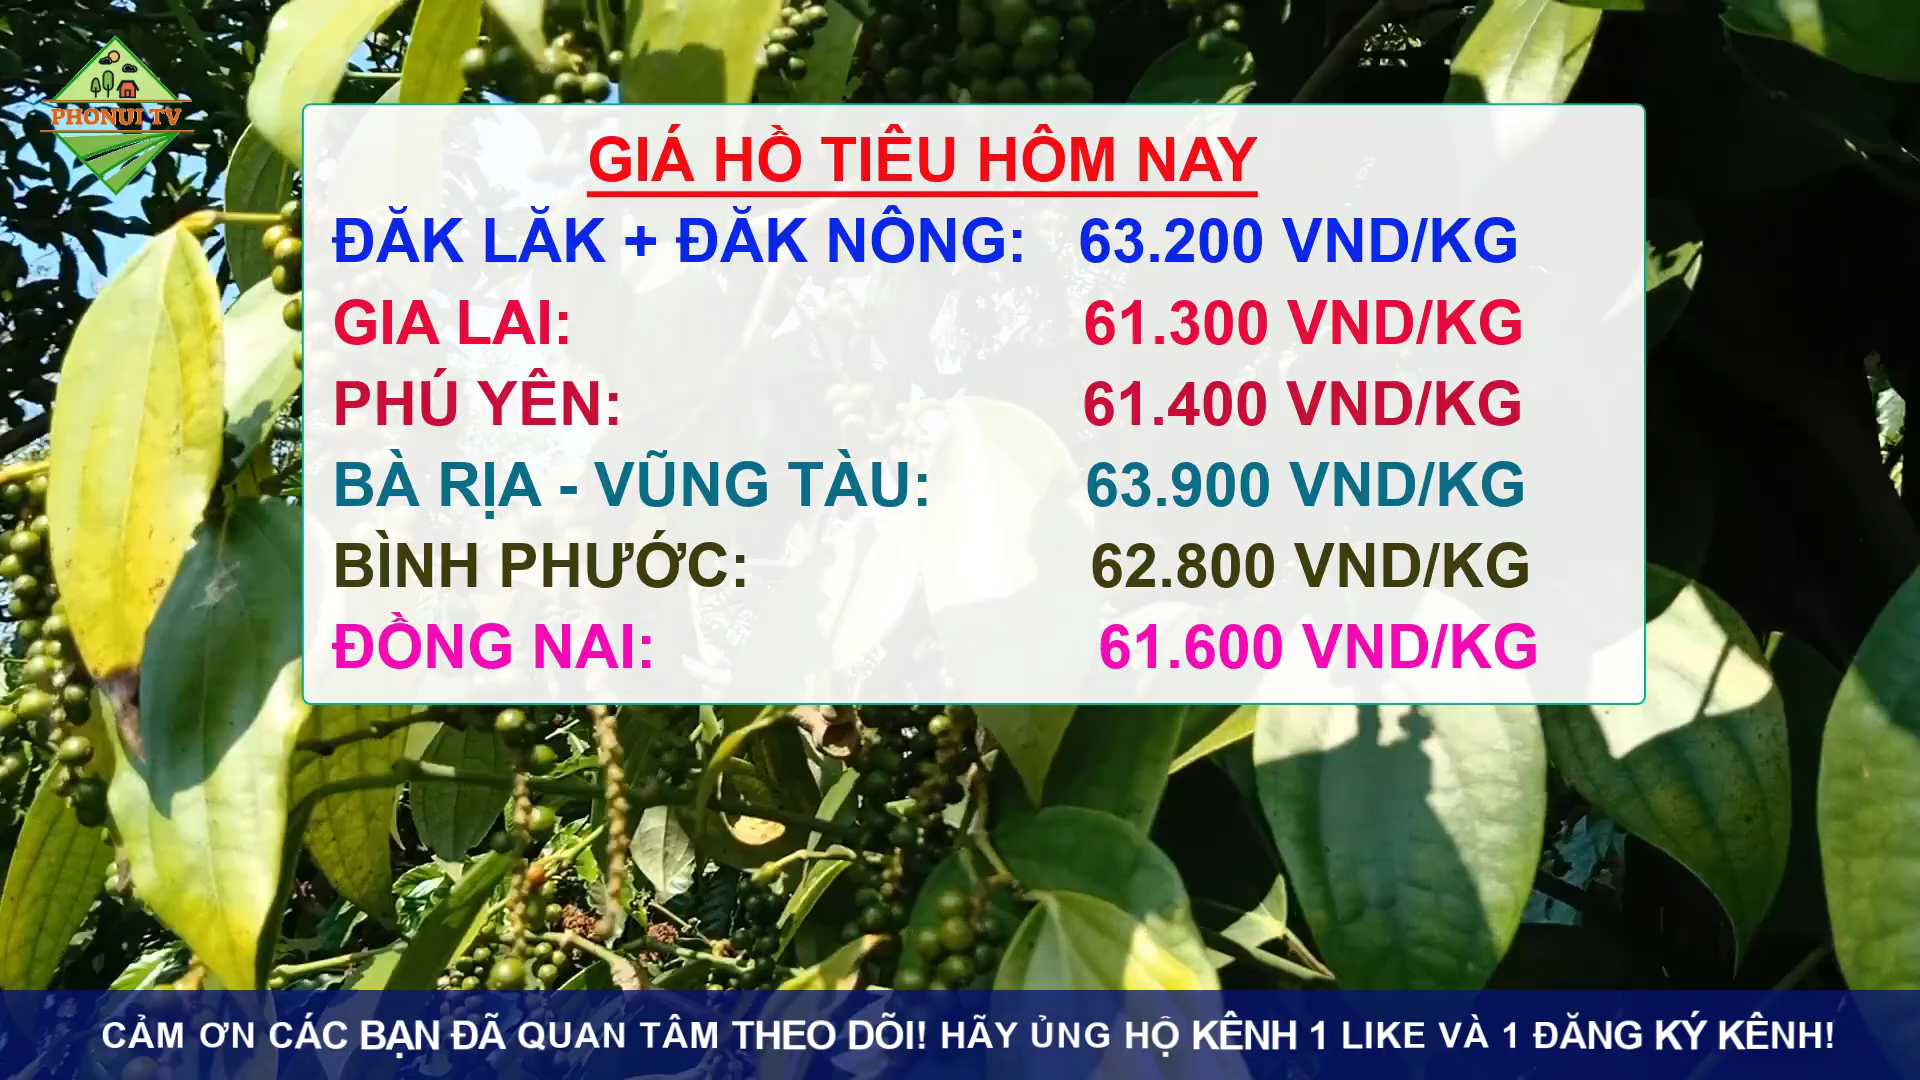 PHONUI TV
GIÁ HỒ TIÊU HÔM NAY
ĐĂK LĂK + ĐĂK NÔNG: 63.200 VND/KG
GIA LAI: 61.300 VND/KG
PHÚ YÊN: 61.400 VND/KG
BÀ RỊA - VŨNG TÀU: 63.900 VND/KG
BÌNH PHƯỚC: 62.800 VND/KG
ĐỒNG NAI: 61.600 VND/KG
CẢM ƠN CÁC BẠN ĐÃ QUAN TÂM THEO DÕI! HÃY ỦNG HỘ KÊNH 1 LIKE VÀ 1 ĐĂNG KÝ KÊNH!